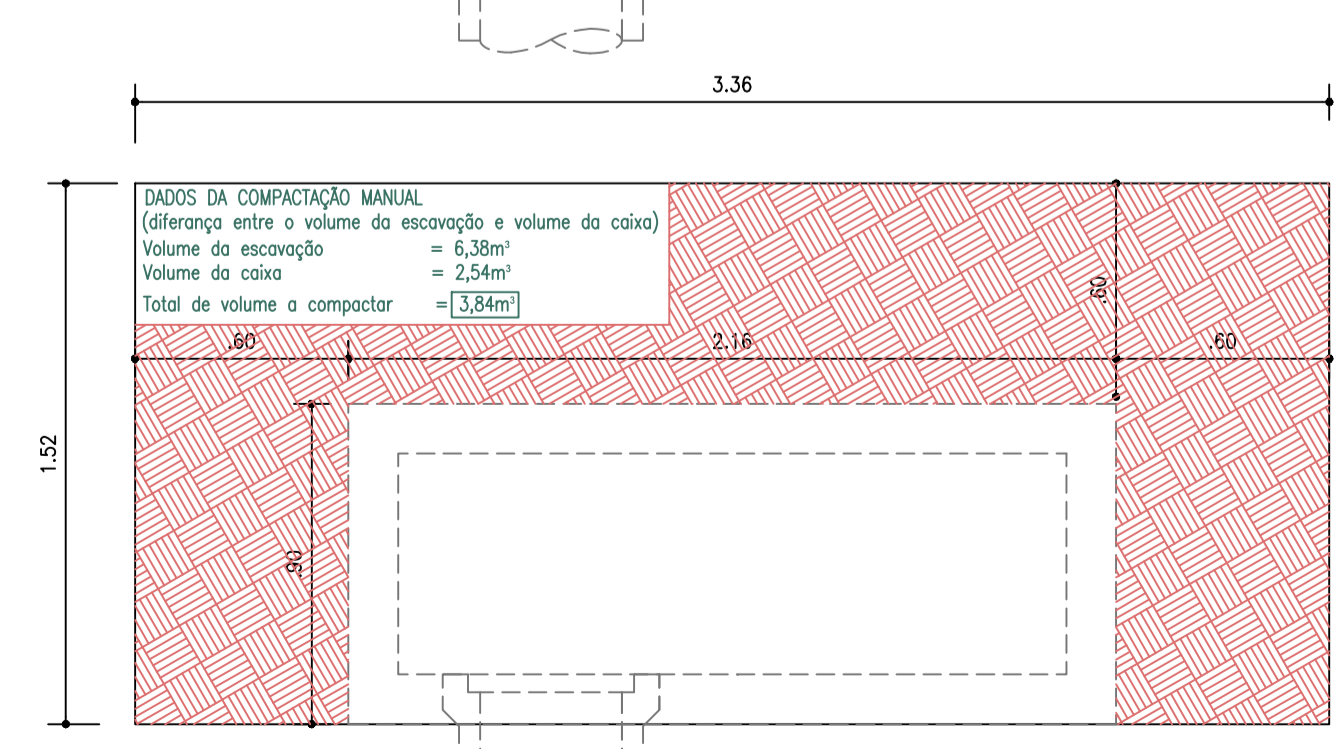 3.36
DADOS DA COMPACTAÇÃO MANUAL
(diferança entre o volume da escavação e volume da caixa)
Volume da escavação = 6,38m³
Volume da caixa = 2,54m³
Total de volume a compactar = 3,84m³
.60
.60
2.16
.60
1.52
.90